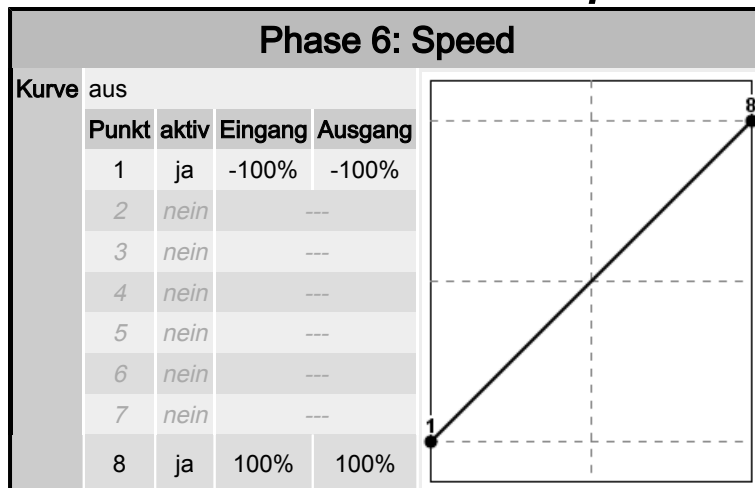 Phase 6: Speed
Kurve aus
Punkt aktiv Eingang Ausgang
1 ja -100% -100%
2 nein ---
3 nein ---
4 nein ---
5 nein ---
6 nein ---
7 nein ---
8 ja 100% 100%
8
1